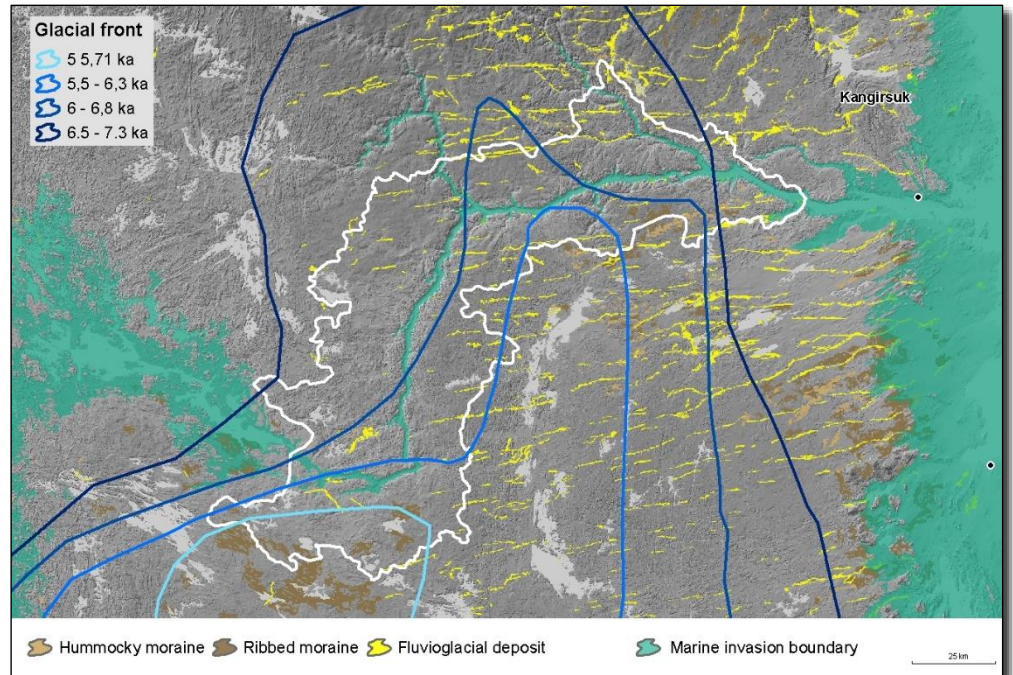 Glacial front
5 5,71 ka
5,5 - 6,3 ka
6 - 6,8 ka
6.5 - 7.3 ka
Kangirsuk
Hummocky moraine
Ribbed moraine
Fluvioglacial deposit
Marine invasion boundary
25 km